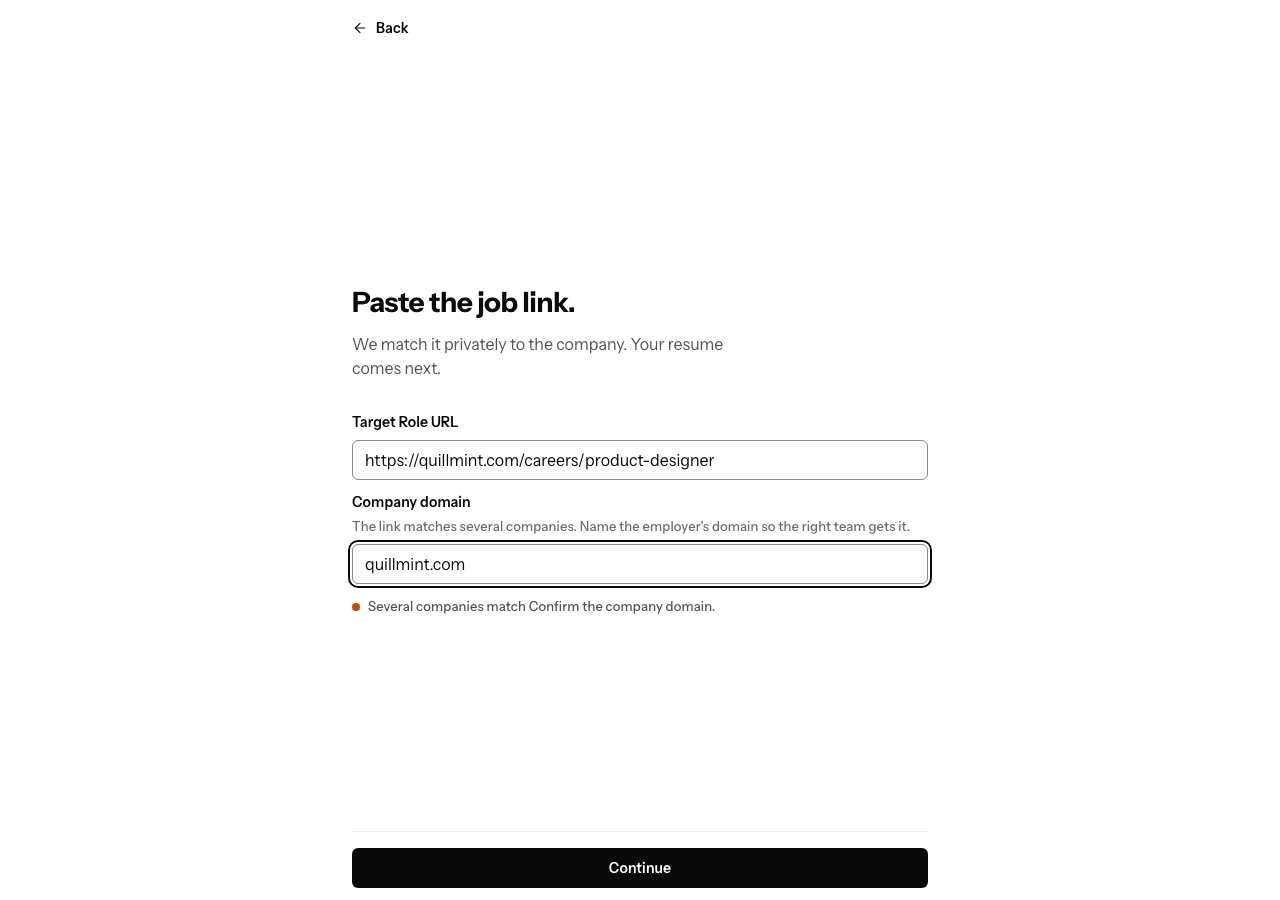 Back
Paste the job link.
We match it privately to the company. Your resume
comes next.
Target Role URL
https://quillmint.com/careers/product-designer
Company domain
The link matches several companies. Name the employer's domain so the right team gets it.
quillmint.com
Several companies match Confirm the company domain.
Continue